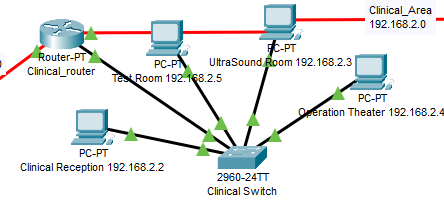 Clinical_Area
192.168.2.0
Router-PT
Clinical_router
PC-PT
Test Room 192.168.2.5
PC-PT
UltraSound Room 192.168.2.3
PC-PT
Operation Theater 192.168.2.4
PC-PT
Clinical Reception 192.168.2.2
2960-24TT
Clinical Switch